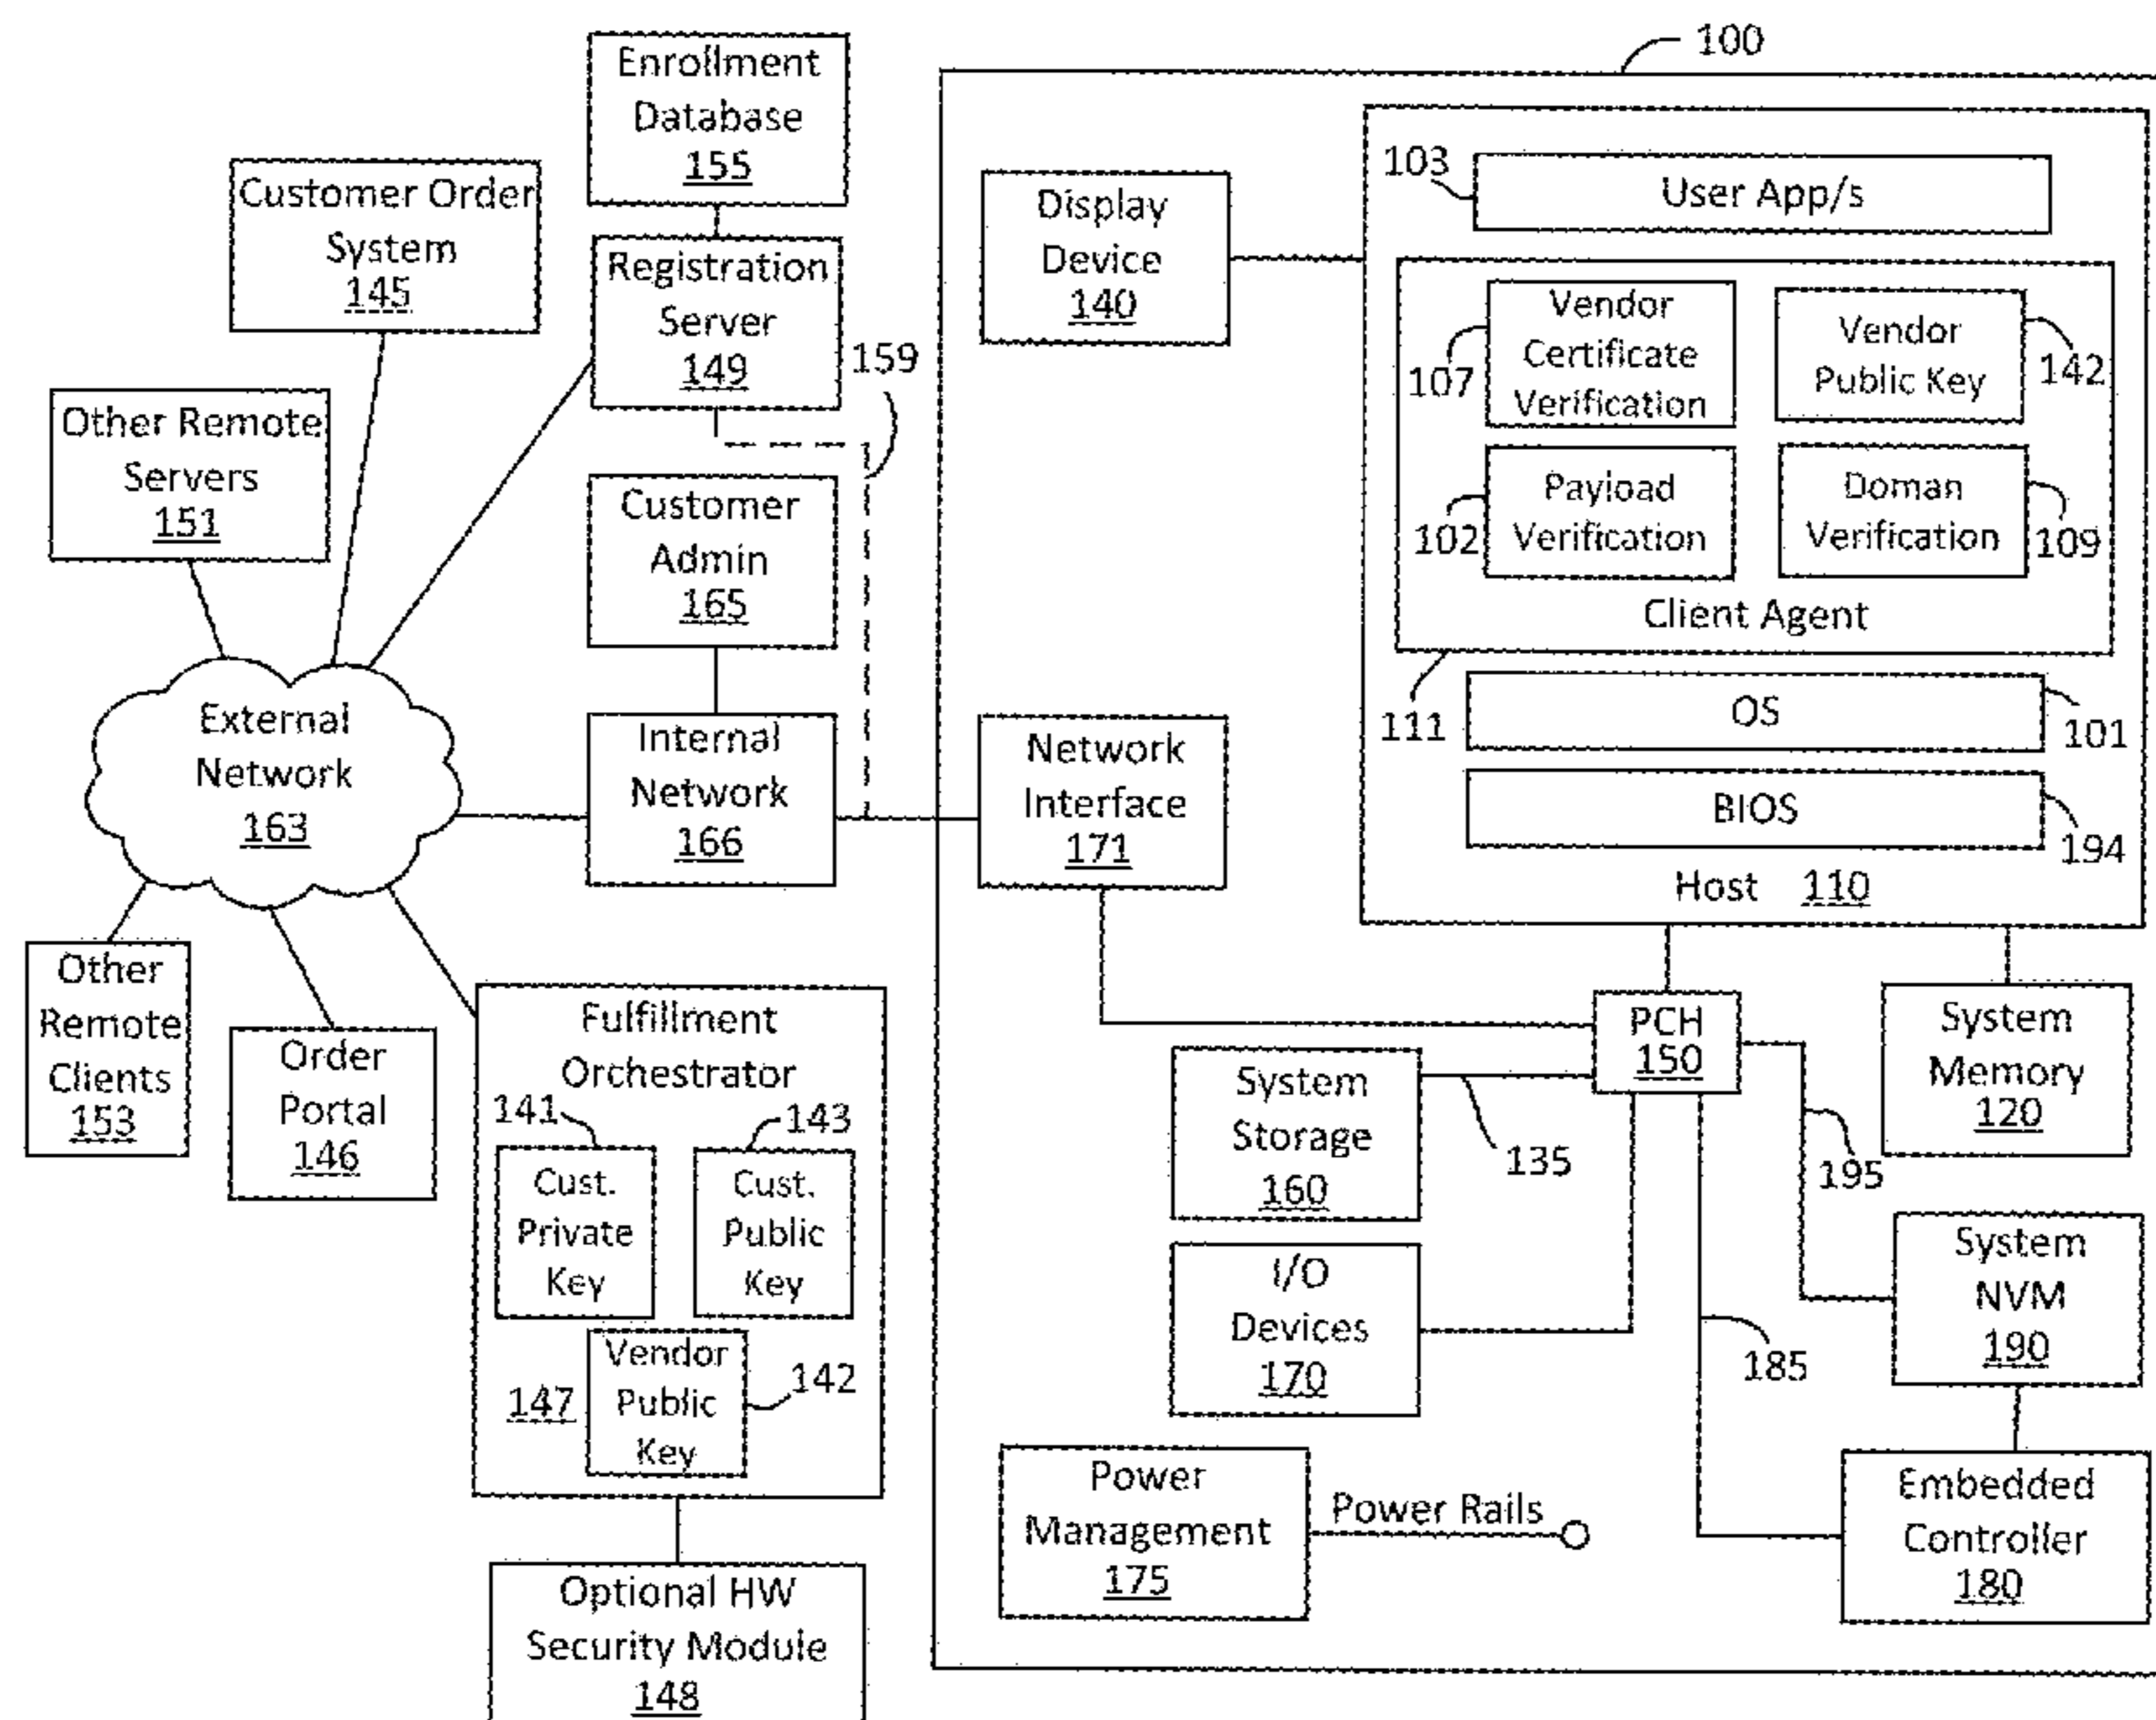 100
Enrollment
Database
155
Customer Order
System
145
Registration
Server
149
159
Other Remote
Servers
151
Customer
Admin
165
External
Network
163
Internal
Network
166
Other
Remote
Clients
153
Order
Portal
146
Fulfillment
Orchestrator
141
143
Cust.
Private
Key
Cust.
Public
Key
147
Vendor
Public
Key
142
Optional HW
Security Module
148
Display
Device
140
103
User App/s
107
Vendor
Certificate
Verification
Vendor
Public Key
142
102
Payload
Verification
Doman
Verification
109
Client Agent
111
OS
101
BIOS
194
Host 110
Network
Interface
171
PCH
150
System
Memory
120
System
Storage
160
135
195
I/O
Devices
170
185
System
NVM
190
Power
Management
175
Power Rails
Embedded
Controller
180